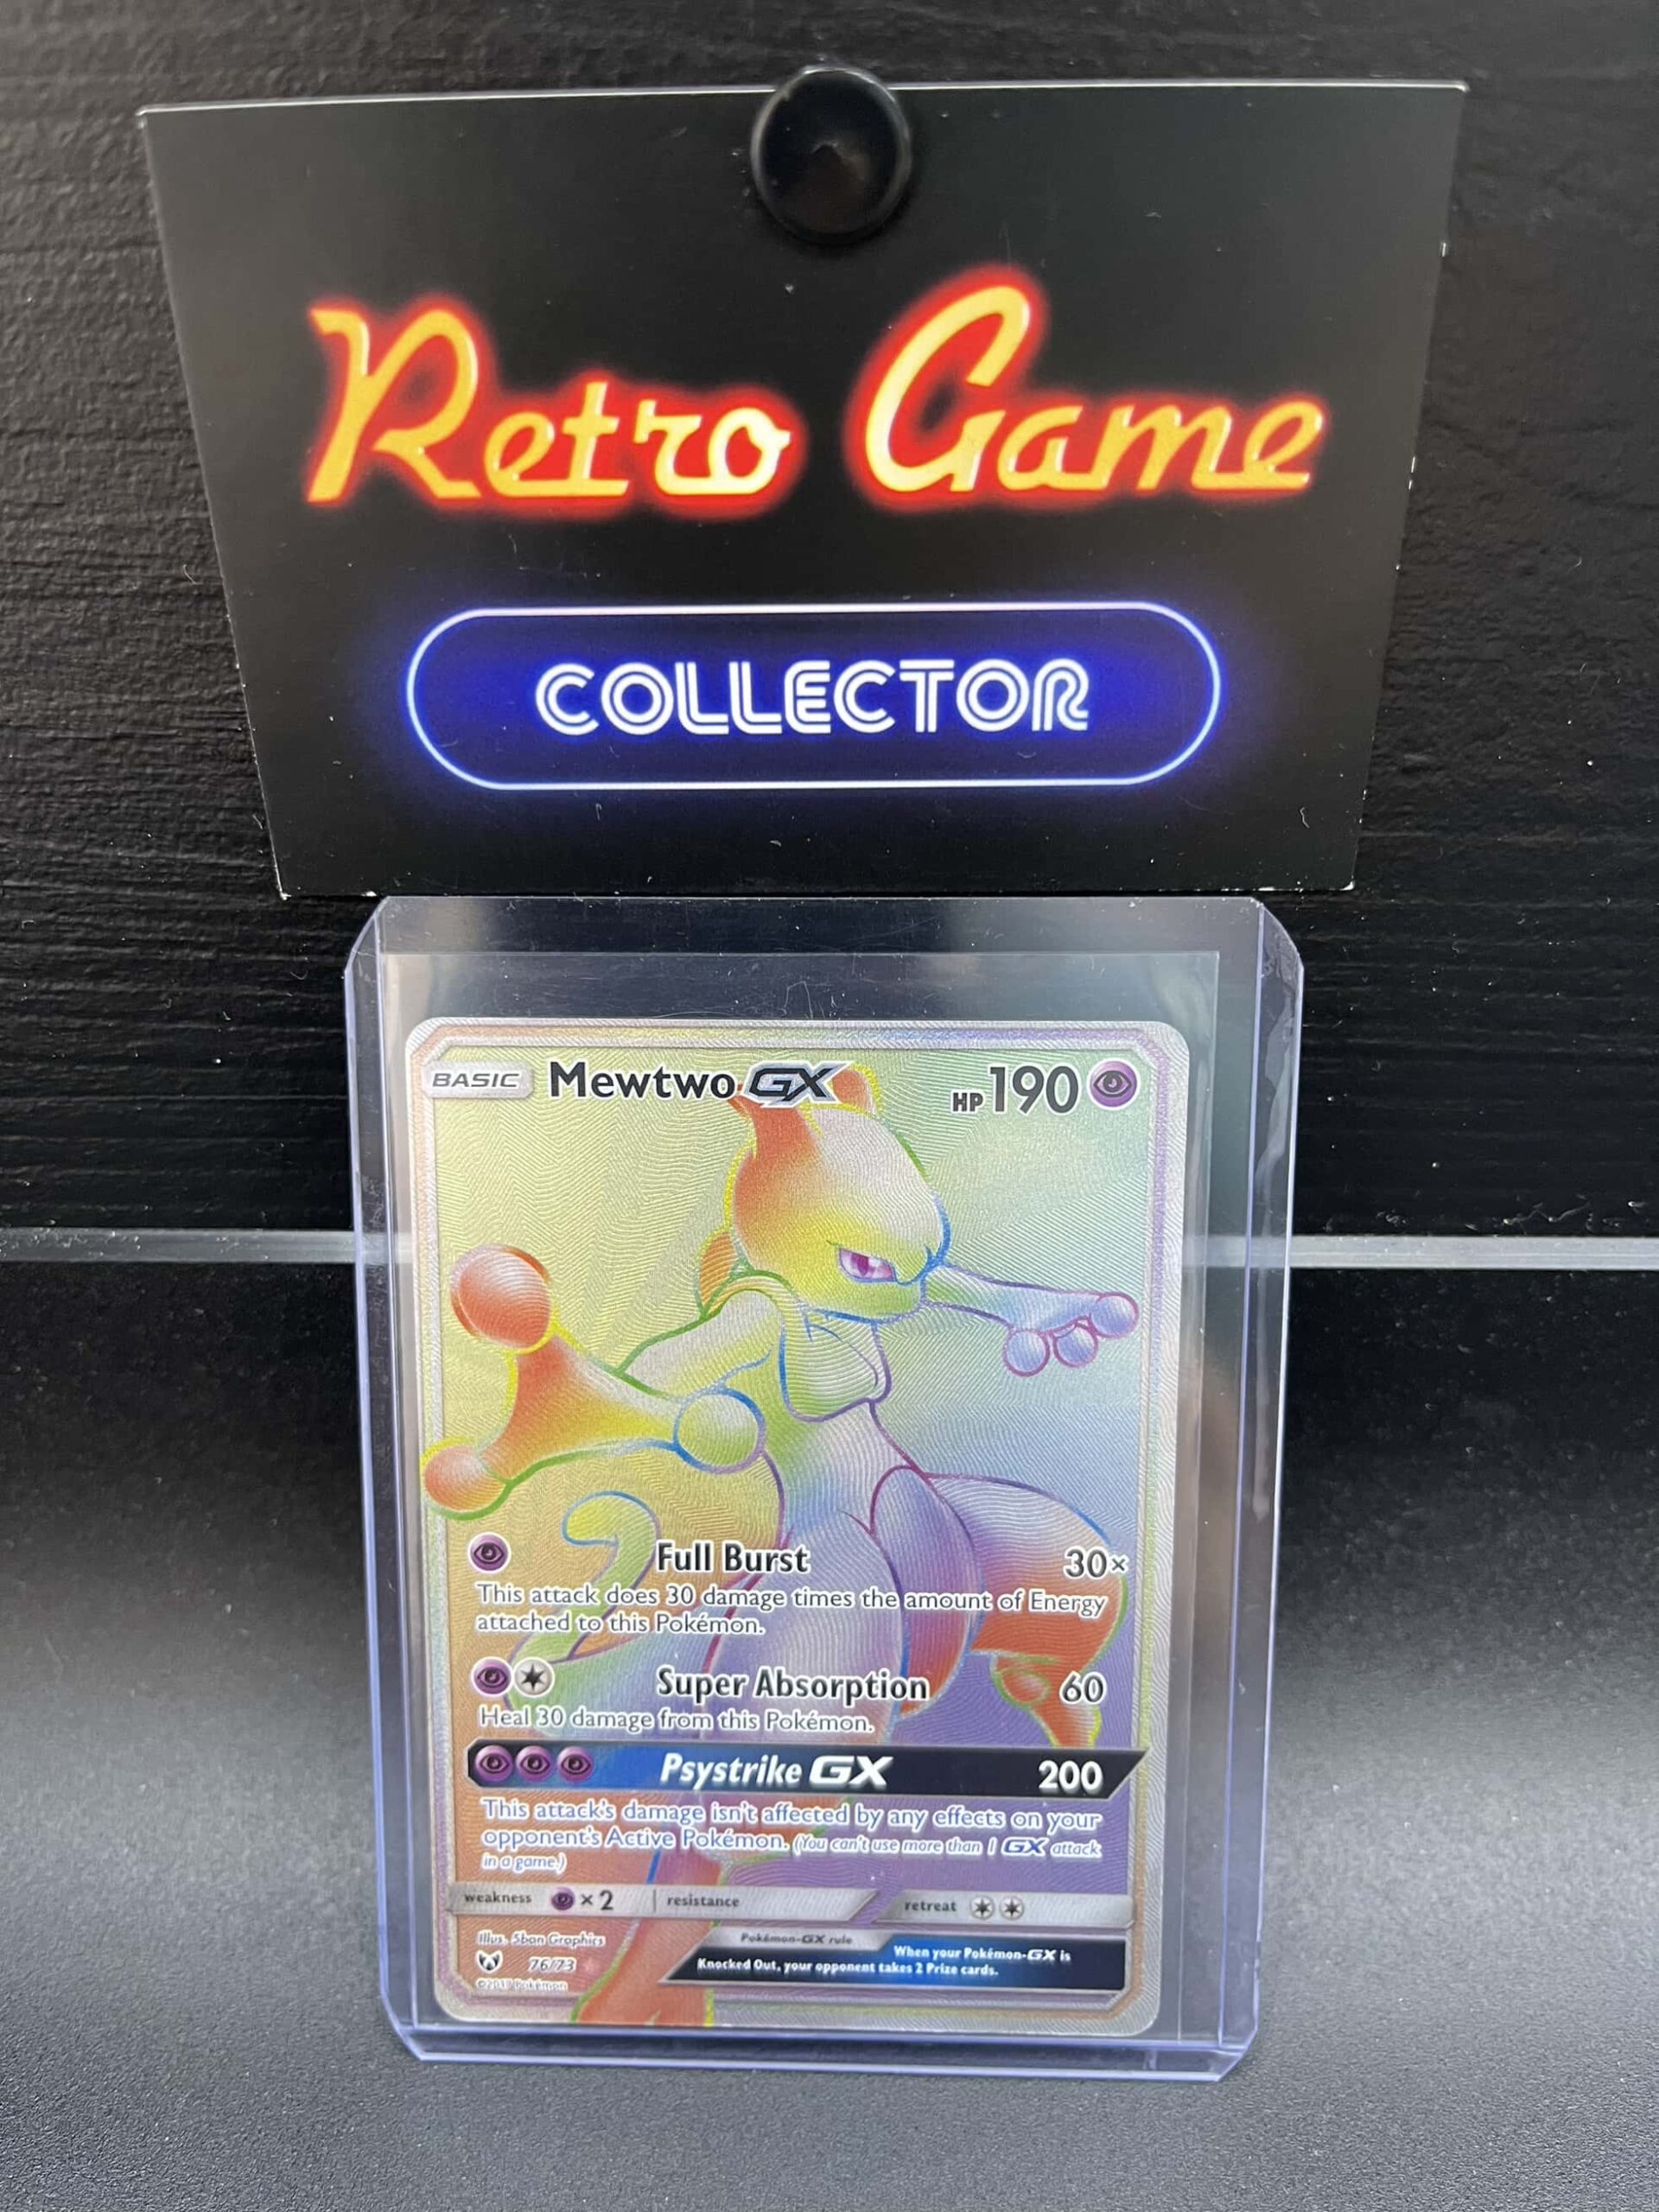 Retro Game
COLLECTOR
BASIC Mewtwo GX HP 190
Full Burst 30×
This attack does 30 damage times the amount of Energy
attached to this Pokémon.
Super Absorption 60
Heal 30 damage from this Pokémon.
Psystrike GX 200
This attack's damage isn't affected by any effects on your
opponent's Active Pokémon. (You can't use more than 1 GX attack
in a game.)
weakness ×2 resistance retreat
Illus. 5ban Graphics
Pokémon-GX rule
When your Pokémon-GX is
Knocked Out, your opponent takes 2 Prize cards.
76/73
©2017 Pokémon